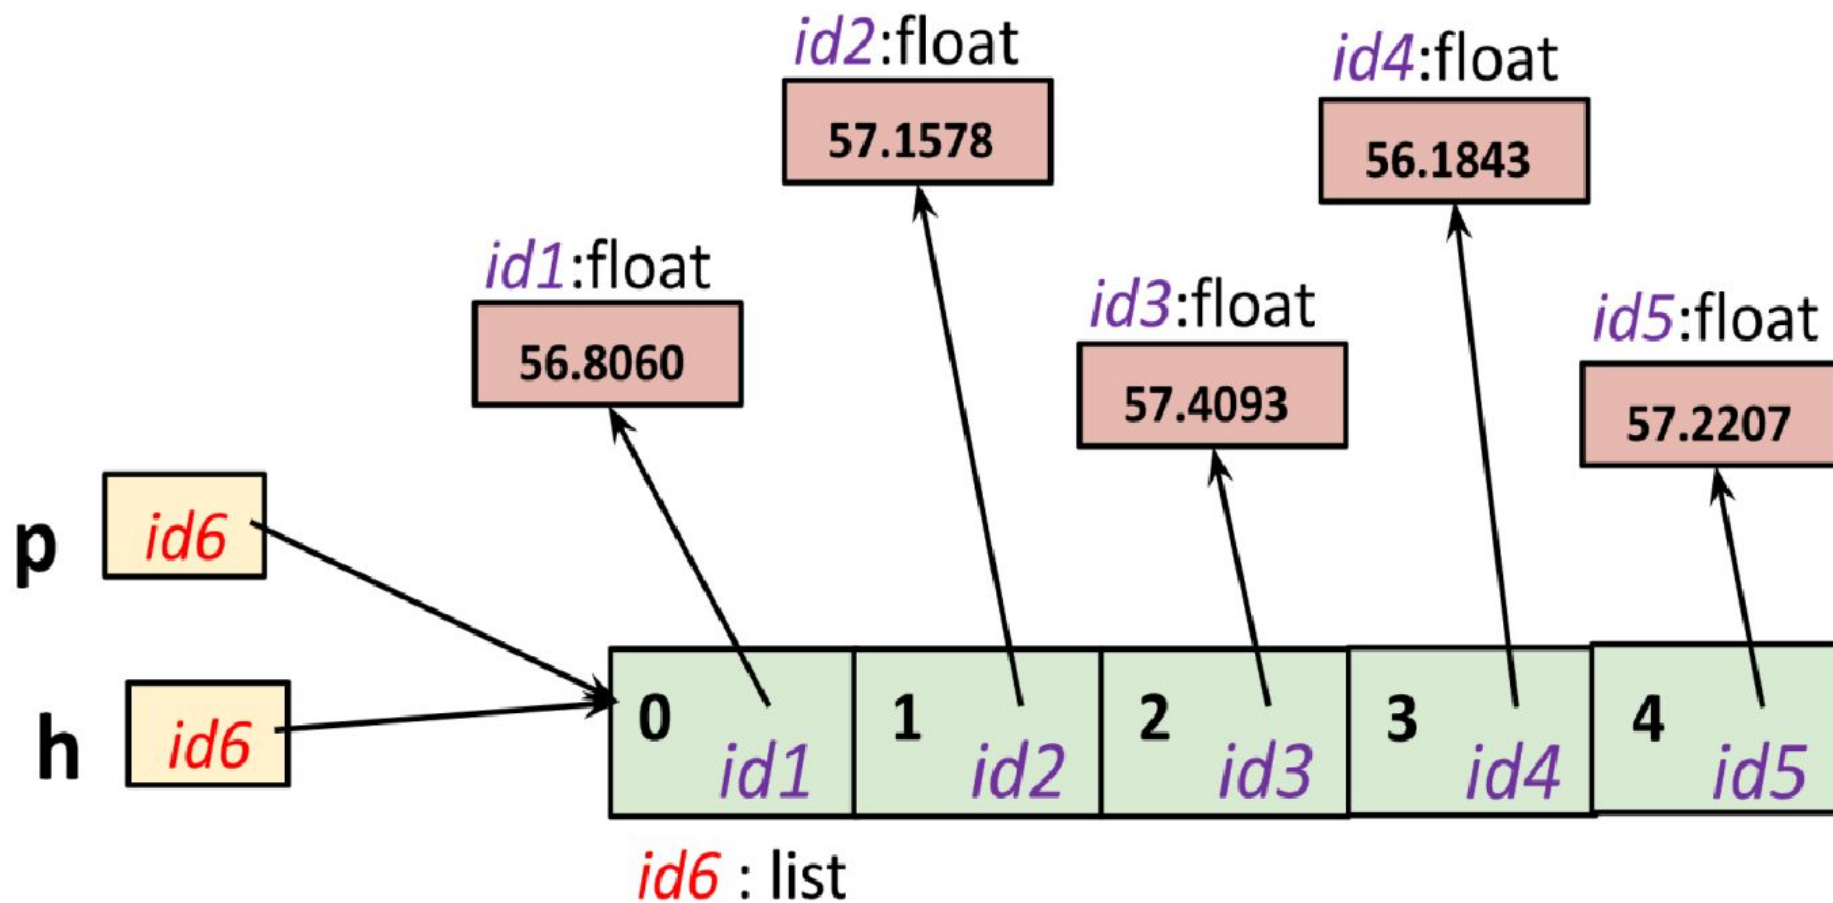 id2:float
id4:float
57.1578
56.1843
id1:float
id3:float
id5:float
56.8060
57.4093
57.2207
p id6
h id6
0 id1
1 id2
2 id3
3 id4
4 id5
id6 : list